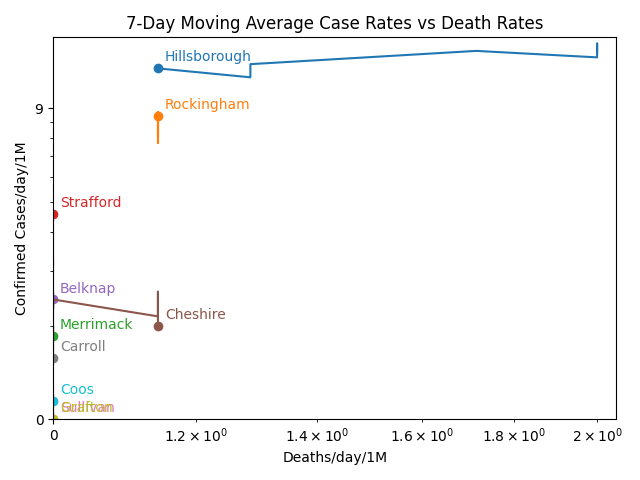 7-Day Moving Average Case Rates vs Death Rates
Confirmed Cases/day/1M
9
0
Hillsborough
Rockingham
Strafford
Belknap
Cheshire
Merrimack
Carroll
Coos
Sullivan
0
1.2 × 10⁰
1.4 × 10⁰
1.6 × 10⁰
1.8 × 10⁰
2 × 10⁰
Deaths/day/1M